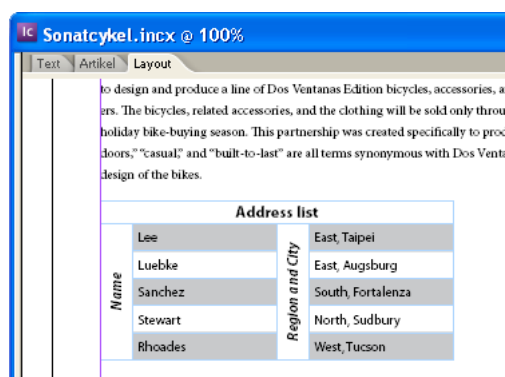 Ic Sonatcykel.incx @ 100%
Text Artikel Layout
to design and produce a line of Dos Ventanas Edition bicycles, accessories,
ers. The bicycles, related accessories, and the clothing will be sold only
holiday bike-buying season. This partnership was created specifically to
doors,” “casual,” and “built-to-last” are all terms synonymous with Dos
design of the bikes.
Address list
Name
Region and City
Lee East, Taipei
Luebke East, Augsburg
Sanchez South, Fortalenza
Stewart North, Sudbury
Rhoades West, Tucson